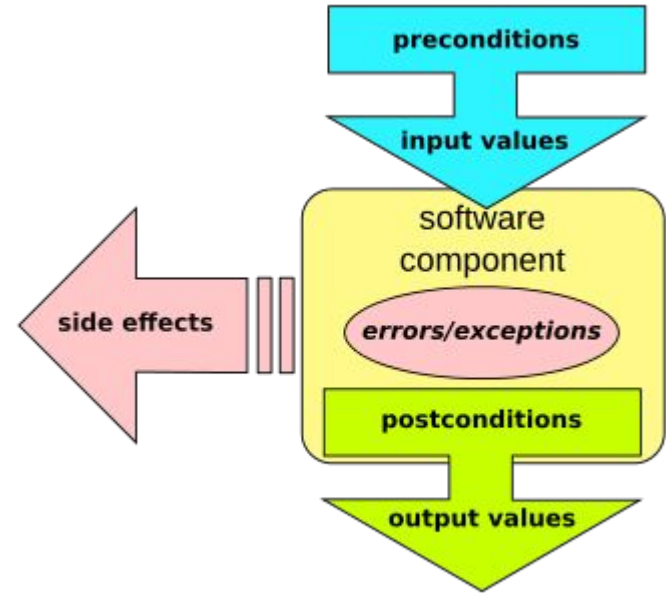 preconditions
input values
software
component
side effects
errors/exceptions
postconditions
output values